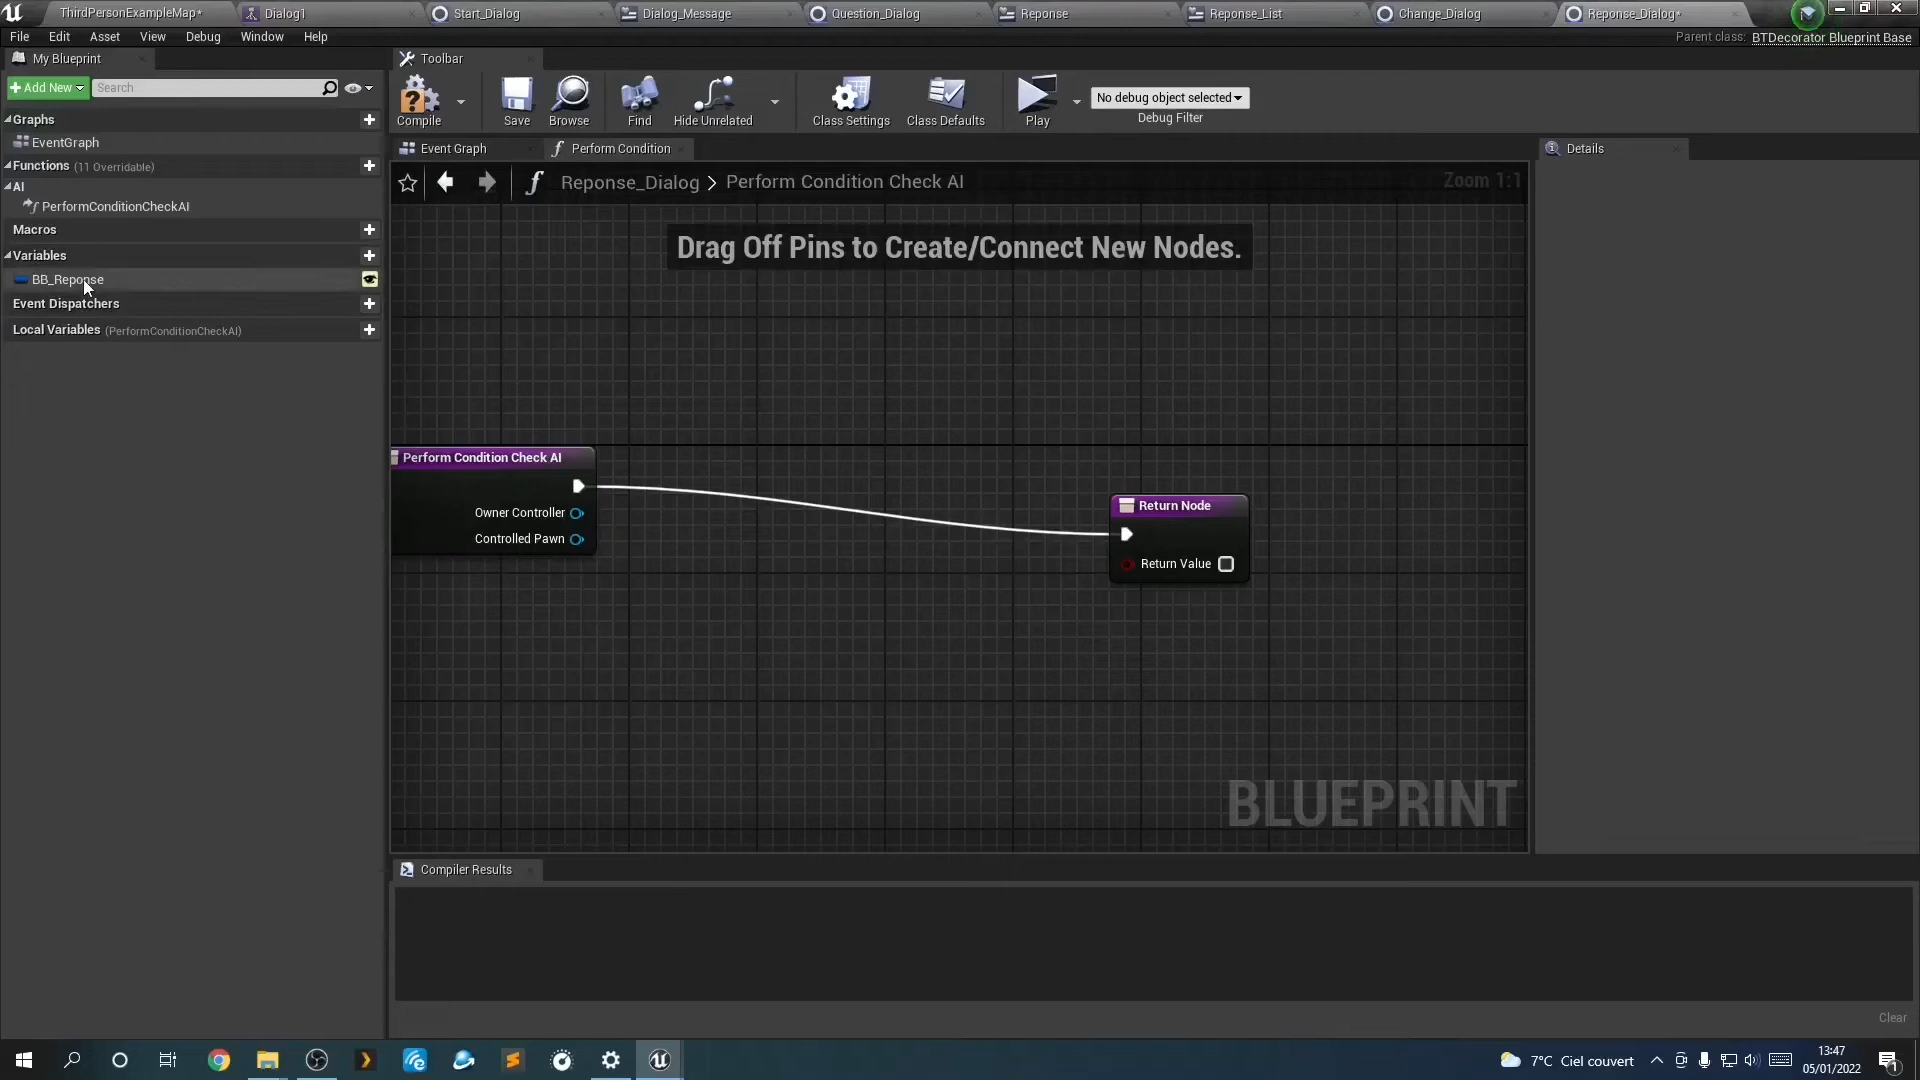 ThirdPersonExampleMap* Dialog1 Start_Dialog Dialog_Message Question_Dialog Reponse Reponse_List Change_Dialog Reponse_Dialog*
File Edit Asset View Debug Window Help Parent class: BTDecorator Blueprint Base
My Blueprint Toolbar
Add New Search
Compile Save Browse Find Hide Unrelated Class Settings Class Defaults Play No debug object selected Debug Filter
Graphs
EventGraph
Functions (11 Overridable)
AI
PerformConditionCheckAI
Macros
Variables
BB_Reponse
Event Dispatchers
Local Variables (PerformConditionCheckAI)
Event Graph Perform Condition Details
Reponse_Dialog > Perform Condition Check AI Zoom 1:1
Drag Off Pins to Create/Connect New Nodes.
Perform Condition Check AI
Owner Controller
Controlled Pawn
Return Node
Return Value
BLUEPRINT
Compiler Results
Clear
7°C Ciel couvert 13:47
05/01/2022
1